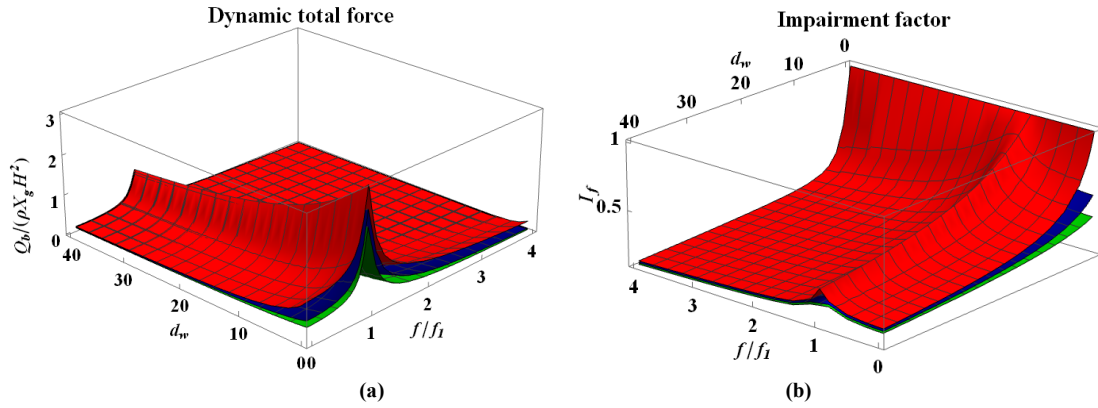 Dynamic total force
3
2
1
0
Q_h/(ρX_gH²)
40
30
20
10
0
d_w
0
1
2
3
4
f/f_1
(a)
Impairment factor
0
10
20
30
40
d_w
1
0.5
I_f
4
3
2
1
0
f/f_1
(b)